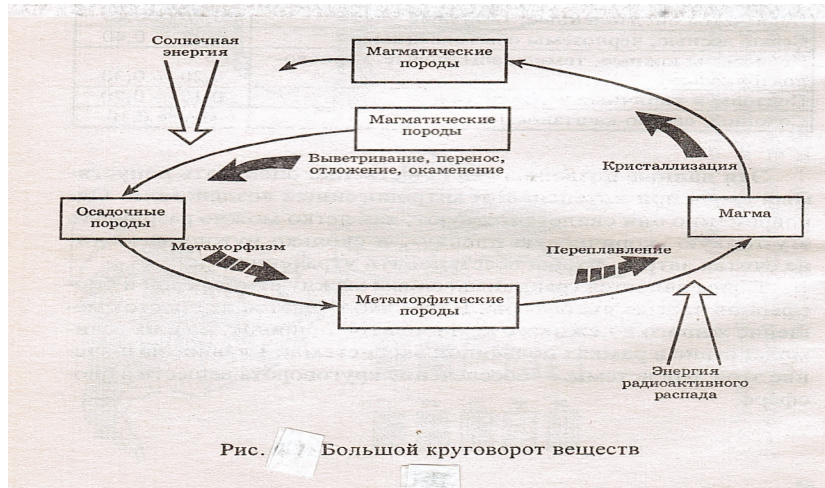 Солнечная
энергия
Магматические
породы
Магматические
породы
Выветривание, перенос,
отложение, окаменение
Кристаллизация
Осадочные
породы
Магма
Метаморфизм
Переплавление
Метаморфические
породы
Энергия
радиоактивного
распада
Рис. Большой круговорот веществ